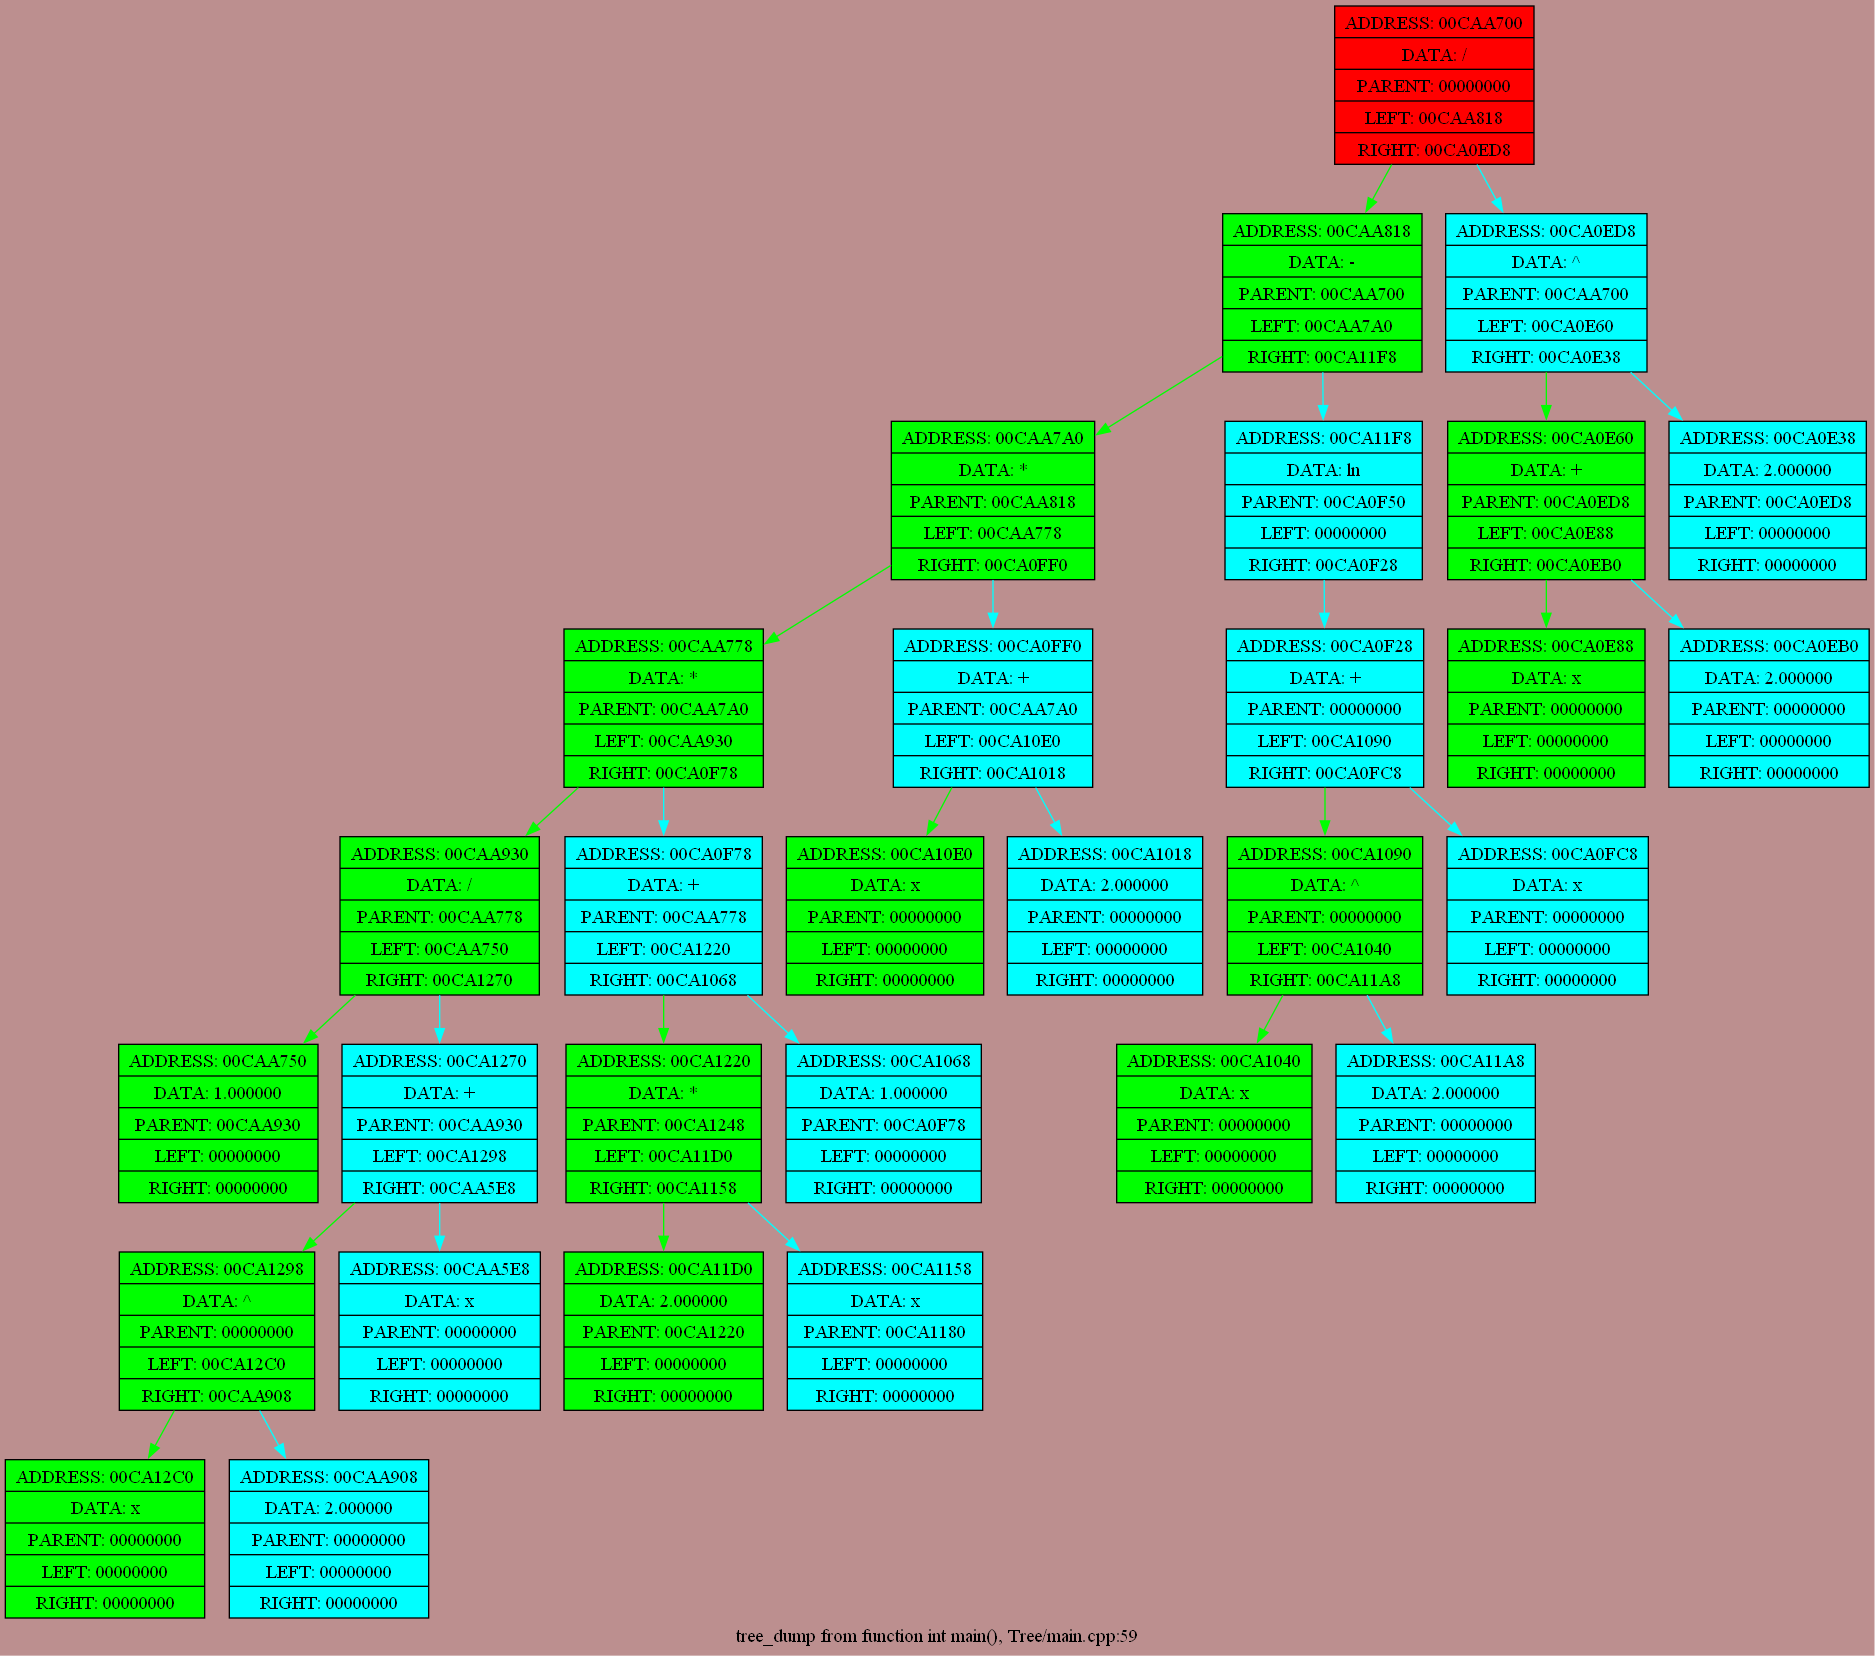 ADDRESS: 00CAA700
DATA: /
PARENT: 00000000
LEFT: 00CAA818
RIGHT: 00CA0ED8
ADDRESS: 00CAA818
DATA: -
PARENT: 00CAA700
LEFT: 00CAA7A0
RIGHT: 00CA11F8
ADDRESS: 00CA0ED8
DATA: ^
PARENT: 00CAA700
LEFT: 00CA0E60
RIGHT: 00CA0E38
ADDRESS: 00CAA7A0
DATA: *
PARENT: 00CAA818
LEFT: 00CAA778
RIGHT: 00CA0FF0
ADDRESS: 00CA11F8
DATA: ln
PARENT: 00CA0F50
LEFT: 00000000
RIGHT: 00CA0F28
ADDRESS: 00CA0E60
DATA: +
PARENT: 00CA0ED8
LEFT: 00CA0E88
RIGHT: 00CA0EB0
ADDRESS: 00CA0E38
DATA: 2.000000
PARENT: 00CA0ED8
LEFT: 00000000
RIGHT: 00000000
ADDRESS: 00CAA778
DATA: *
PARENT: 00CAA7A0
LEFT: 00CAA930
RIGHT: 00CA0F78
ADDRESS: 00CA0FF0
DATA: +
PARENT: 00CAA7A0
LEFT: 00CA10E0
RIGHT: 00CA1018
ADDRESS: 00CA0F28
DATA: +
PARENT: 00000000
LEFT: 00CA1090
RIGHT: 00CA0FC8
ADDRESS: 00CA0E88
DATA: x
PARENT: 00000000
LEFT: 00000000
RIGHT: 00000000
ADDRESS: 00CA0EB0
DATA: 2.000000
PARENT: 00000000
LEFT: 00000000
RIGHT: 00000000
ADDRESS: 00CAA930
DATA: /
PARENT: 00CAA778
LEFT: 00CAA750
RIGHT: 00CA1270
ADDRESS: 00CA0F78
DATA: +
PARENT: 00CAA778
LEFT: 00CA1220
RIGHT: 00CA1068
ADDRESS: 00CA10E0
DATA: x
PARENT: 00000000
LEFT: 00000000
RIGHT: 00000000
ADDRESS: 00CA1018
DATA: 2.000000
PARENT: 00000000
LEFT: 00000000
RIGHT: 00000000
ADDRESS: 00CA1090
DATA: ^
PARENT: 00000000
LEFT: 00CA1040
RIGHT: 00CA11A8
ADDRESS: 00CA0FC8
DATA: x
PARENT: 00000000
LEFT: 00000000
RIGHT: 00000000
ADDRESS: 00CAA750
DATA: 1.000000
PARENT: 00CAA930
LEFT: 00000000
RIGHT: 00000000
ADDRESS: 00CA1270
DATA: +
PARENT: 00CAA930
LEFT: 00CA1298
RIGHT: 00CAA5E8
ADDRESS: 00CA1220
DATA: *
PARENT: 00CA1248
LEFT: 00CA11D0
RIGHT: 00CA1158
ADDRESS: 00CA1068
DATA: 1.000000
PARENT: 00CA0F78
LEFT: 00000000
RIGHT: 00000000
ADDRESS: 00CA1040
DATA: x
PARENT: 00000000
LEFT: 00000000
RIGHT: 00000000
ADDRESS: 00CA11A8
DATA: 2.000000
PARENT: 00000000
LEFT: 00000000
RIGHT: 00000000
ADDRESS: 00CA1298
DATA: ^
PARENT: 00000000
LEFT: 00CA12C0
RIGHT: 00CAA908
ADDRESS: 00CAA5E8
DATA: x
PARENT: 00000000
LEFT: 00000000
RIGHT: 00000000
ADDRESS: 00CA11D0
DATA: 2.000000
PARENT: 00CA1220
LEFT: 00000000
RIGHT: 00000000
ADDRESS: 00CA1158
DATA: x
PARENT: 00CA1180
LEFT: 00000000
RIGHT: 00000000
ADDRESS: 00CA12C0
DATA: x
PARENT: 00000000
LEFT: 00000000
RIGHT: 00000000
ADDRESS: 00CAA908
DATA: 2.000000
PARENT: 00000000
LEFT: 00000000
RIGHT: 00000000
tree_dump from function int main(), Tree/main.cpp:59